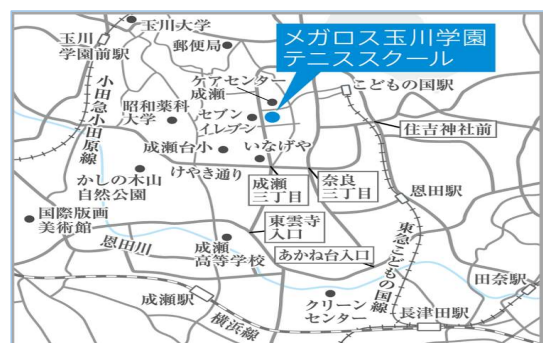 玉川大学
玉川
学園前駅
郵便局
メガロス玉川学園
テニススクール
小田急小田原線
ケアセンター
成瀬
こどもの国駅
昭和薬科
大学
セブン
イレブン
住吉神社前
成瀬台小
いなげや
けやき通り
かしの木山
自然公園
成瀬
三丁目
奈良
三丁目
恩田駅
国際版画
美術館
東雲寺
入口
恩田川
成瀬
高等学校
あかね台入口
東急こどもの国線
田奈駅
成瀬駅
クリーン
センター
長津田駅
横浜線